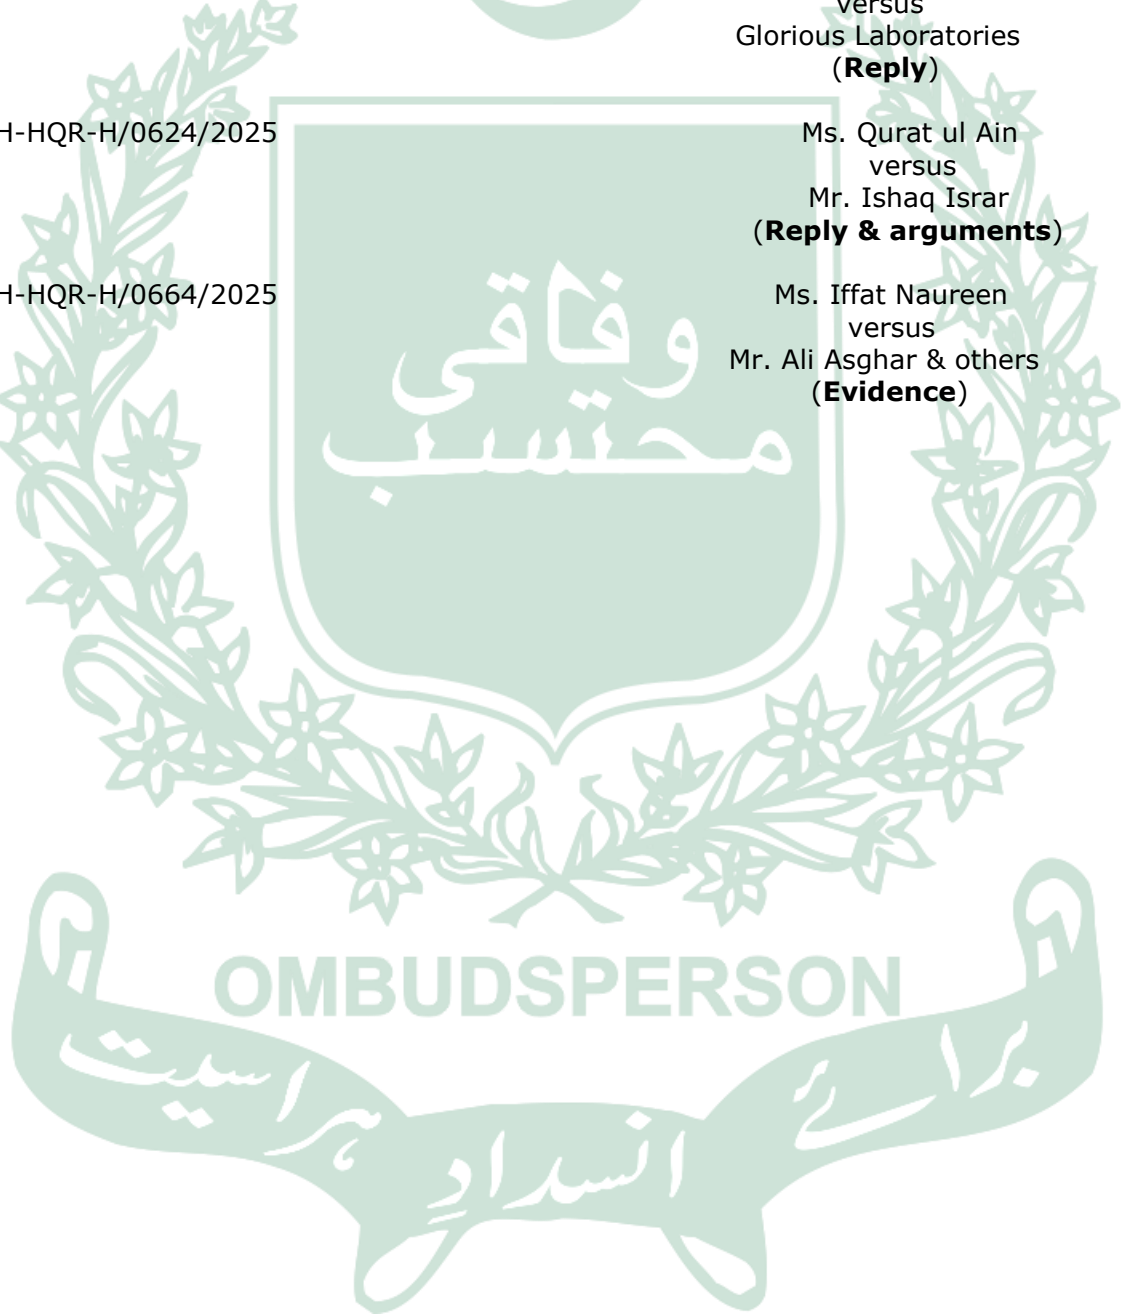 versus
Glorious Laboratories
(Reply)
H-HQR-H/0624/2025 Ms. Qurat ul Ain
versus
Mr. Ishaq Israr
(Reply & arguments)
H-HQR-H/0664/2025 Ms. Iffat Naureen
versus
Mr. Ali Asghar & others
(Evidence)
وفاقی
محتسب
OMBUDSPERSON
برائے انسدادِ ہراسیت